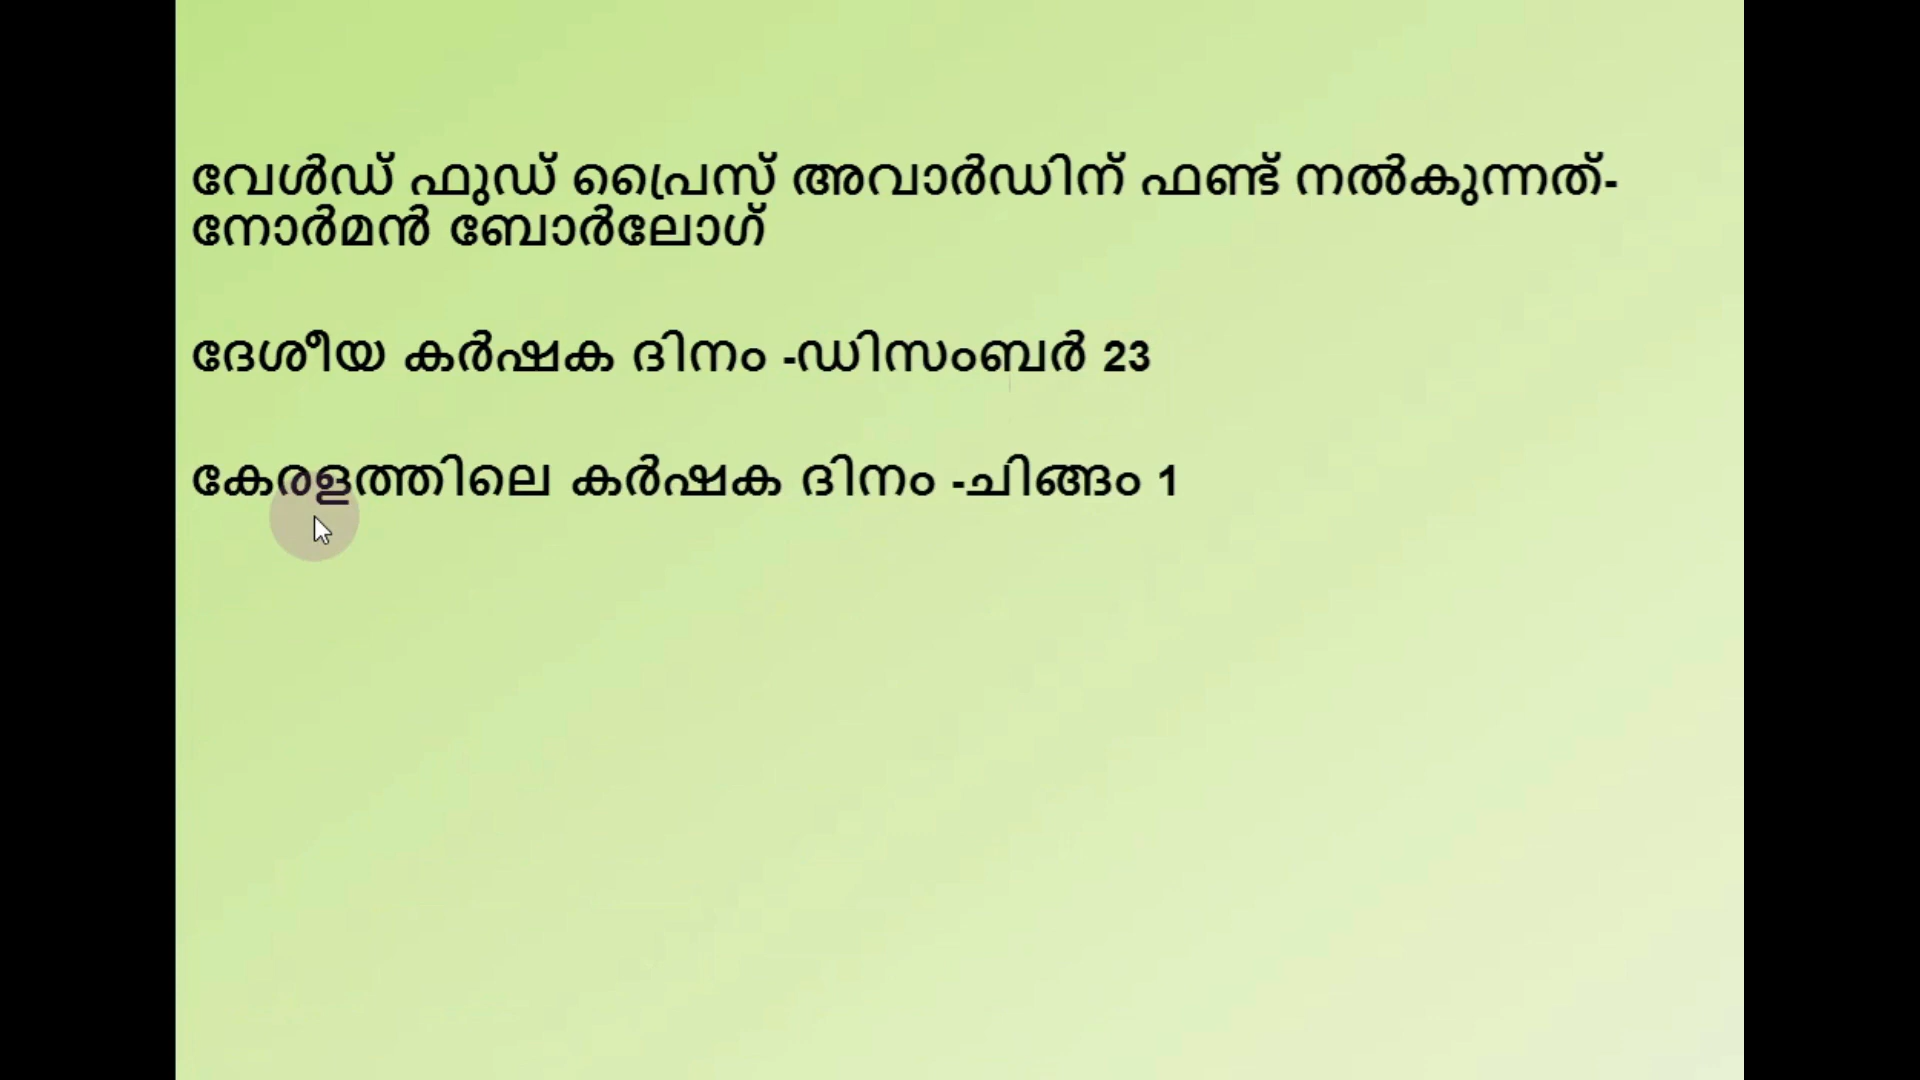 വേൾഡ് ഫുഡ് പ്രൈസ് അവാർഡിന് ഫണ്ട് നൽകുന്നത്-
നോർമൻ ബോർലോഗ്
ദേശീയ കർഷക ദിനം -ഡിസംബർ 23
കേരളത്തിലെ കർഷക ദിനം -ചിങ്ങം 1